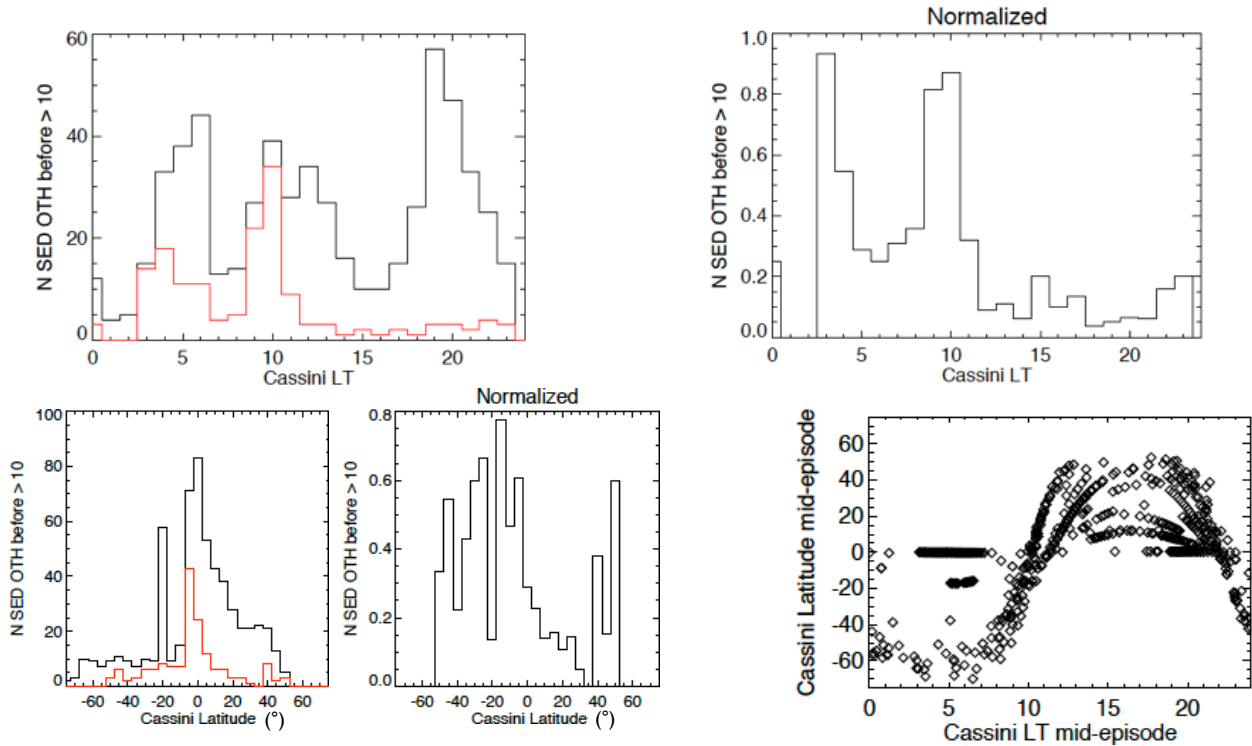 N SED OTH before > 10
60
40
20
0
0 5 10 15 20
Cassini LT
Normalized
N SED OTH before > 10
1.0
0.8
0.6
0.4
0.2
0.0
0 5 10 15 20
Cassini LT
N SED OTH before > 10
100
80
60
40
20
0
-60 -40 -20 0 20 40 60
Cassini Latitude (°)
Normalized
N SED OTH before > 10
0.8
0.6
0.4
0.2
0
-60 -40 -20 0 20 40 60
Cassini Latitude (°)
Cassini Latitude mid-episode
60
40
20
0
-20
-40
-60
0 5 10 15 20
Cassini LT mid-episode